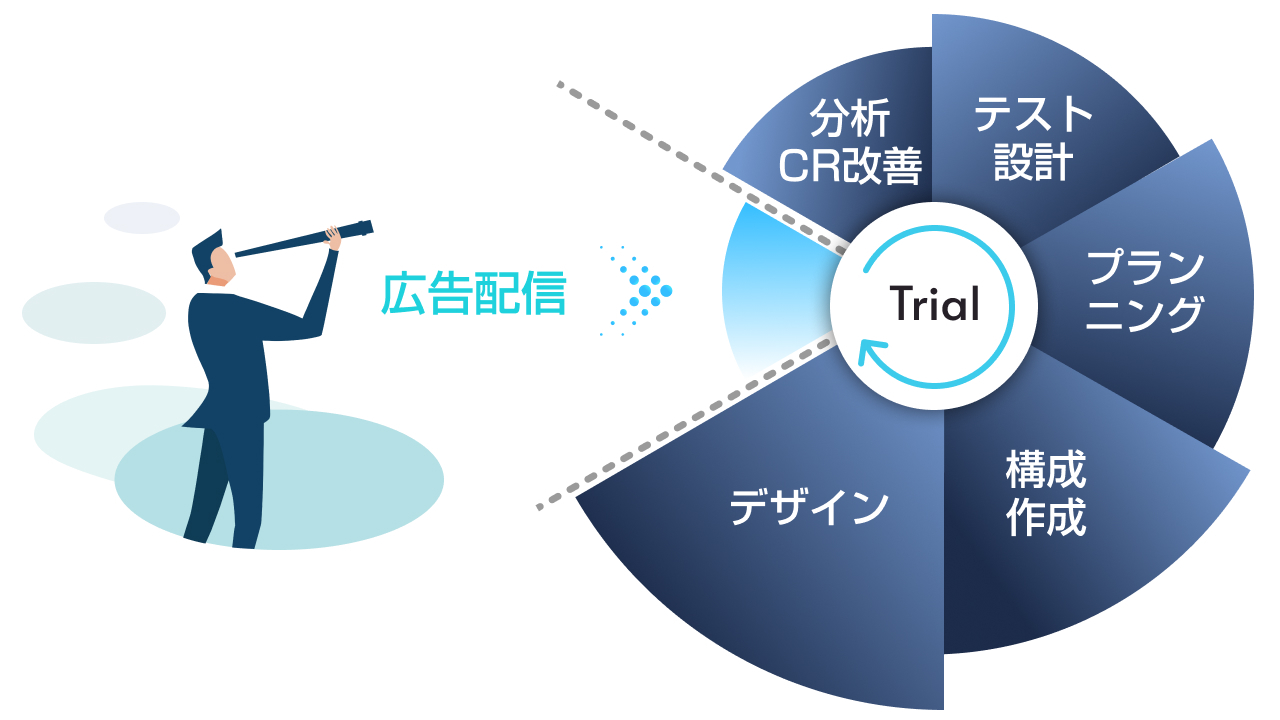 広告配信
分析
CR改善
テスト
設計
プラン
ニング
構成
作成
デザイン
Trial